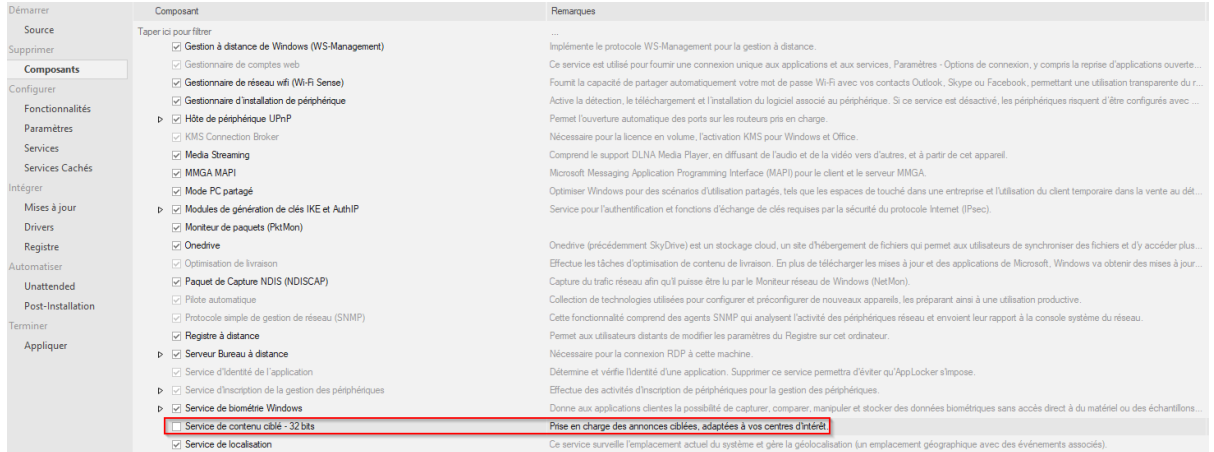 Démarrer
Source
Supprimer
Composants
Configurer
Fonctionnalités
Paramètres
Services
Services Cachés
Intégrer
Mises à jour
Drivers
Registre
Automatiser
Unattended
Post-Installation
Terminer
Appliquer
Composant Remarques
Taper ici pour filtrer ...
Gestion à distance de Windows (WS-Management) Implémente le protocole WS-Management pour la gestion à distance.
Gestionnaire de comptes web Ce service est utilisé pour fournir une connexion unique aux applications et aux services, Paramètres - Options de connexion, y compris la reprise d'applications ouverte...
Gestionnaire de réseau wifi (Wi-Fi Sense) Fournit la capacité de partager automatiquement votre mot de passe Wi-Fi avec vos contacts Outlook, Skype ou Facebook, permettant une utilisation transparente du r...
Gestionnaire d'installation de périphérique Active la détection, le téléchargement et l'installation du logiciel associé au périphérique. Si ce service est désactivé, les périphériques risquent d'être configurés avec ...
Hôte de périphérique UPnP Permet l'ouverture automatique des ports sur les routeurs pris en charge.
KMS Connection Broker Nécessaire pour la licence en volume, l'activation KMS pour Windows et Office.
Media Streaming Comprend le support DLNA Media Player, en diffusant de l'audio et de la vidéo vers d'autres, et à partir de cet appareil.
MMGA MAPI Microsoft Messaging Application Programming Interface (MAPI) pour le client et le serveur MMGA.
Mode PC partagé Optimiser Windows pour des scénarios d'utilisation partagés, tels que les espaces de touché dans une entreprise et l'utilisation du client temporaire dans la vente au dét...
Modules de génération de clés IKE et AuthIP Service pour l'authentification et fonctions d'échange de clés requises par la sécurité du protocole Internet (IPsec).
Moniteur de paquets (PktMon)
Onedrive Onedrive (précédemment SkyDrive) est un stockage cloud, un site d'hébergement de fichiers qui permet aux utilisateurs de synchroniser des fichiers et d'y accéder plus...
Optimisation de livraison Effectue les tâches d'optimisation de contenu de livraison. En plus de télécharger les mises à jour et des applications de Microsoft, Windows va obtenir des mises à jour...
Paquet de Capture NDIS (NDISCAP) Capture du trafic réseau afin qu'il puisse être lu par le Moniteur réseau de Windows (NetMon).
Pilote automatique Collection de technologies utilisées pour configurer et préconfigurer de nouveaux appareils, les préparant ainsi à une utilisation productive.
Protocole simple de gestion de réseau (SNMP) Cette fonctionnalité comprend des agents SNMP qui analysent l'activité des périphériques réseau et envoient leur rapport à la console système du réseau.
Registre à distance Permet aux utilisateurs distants de modifier les paramètres du Registre sur cet ordinateur.
Serveur Bureau à distance Nécessaire pour la connexion RDP à cette machine.
Service d'Identité de l'application Détermine et vérifie l'identité d'une application. Supprimer ce service permettra d'éviter qu'AppLocker s'impose.
Service d'inscription de la gestion des périphériques Effectue des activités d'inscription de périphériques pour la gestion des périphériques.
Service de biométrie Windows Donne aux applications clientes la possibilité de capturer, comparer, manipuler et stocker des données biométriques sans accès direct à du matériel ou des échantillons...
Service de contenu ciblé - 32 bits Prise en charge des annonces ciblées, adaptées à vos centres d'intérêt.
Service de localisation Ce service surveille l'emplacement actuel du système et gère la géolocalisation (un emplacement géographique avec des événements associés).